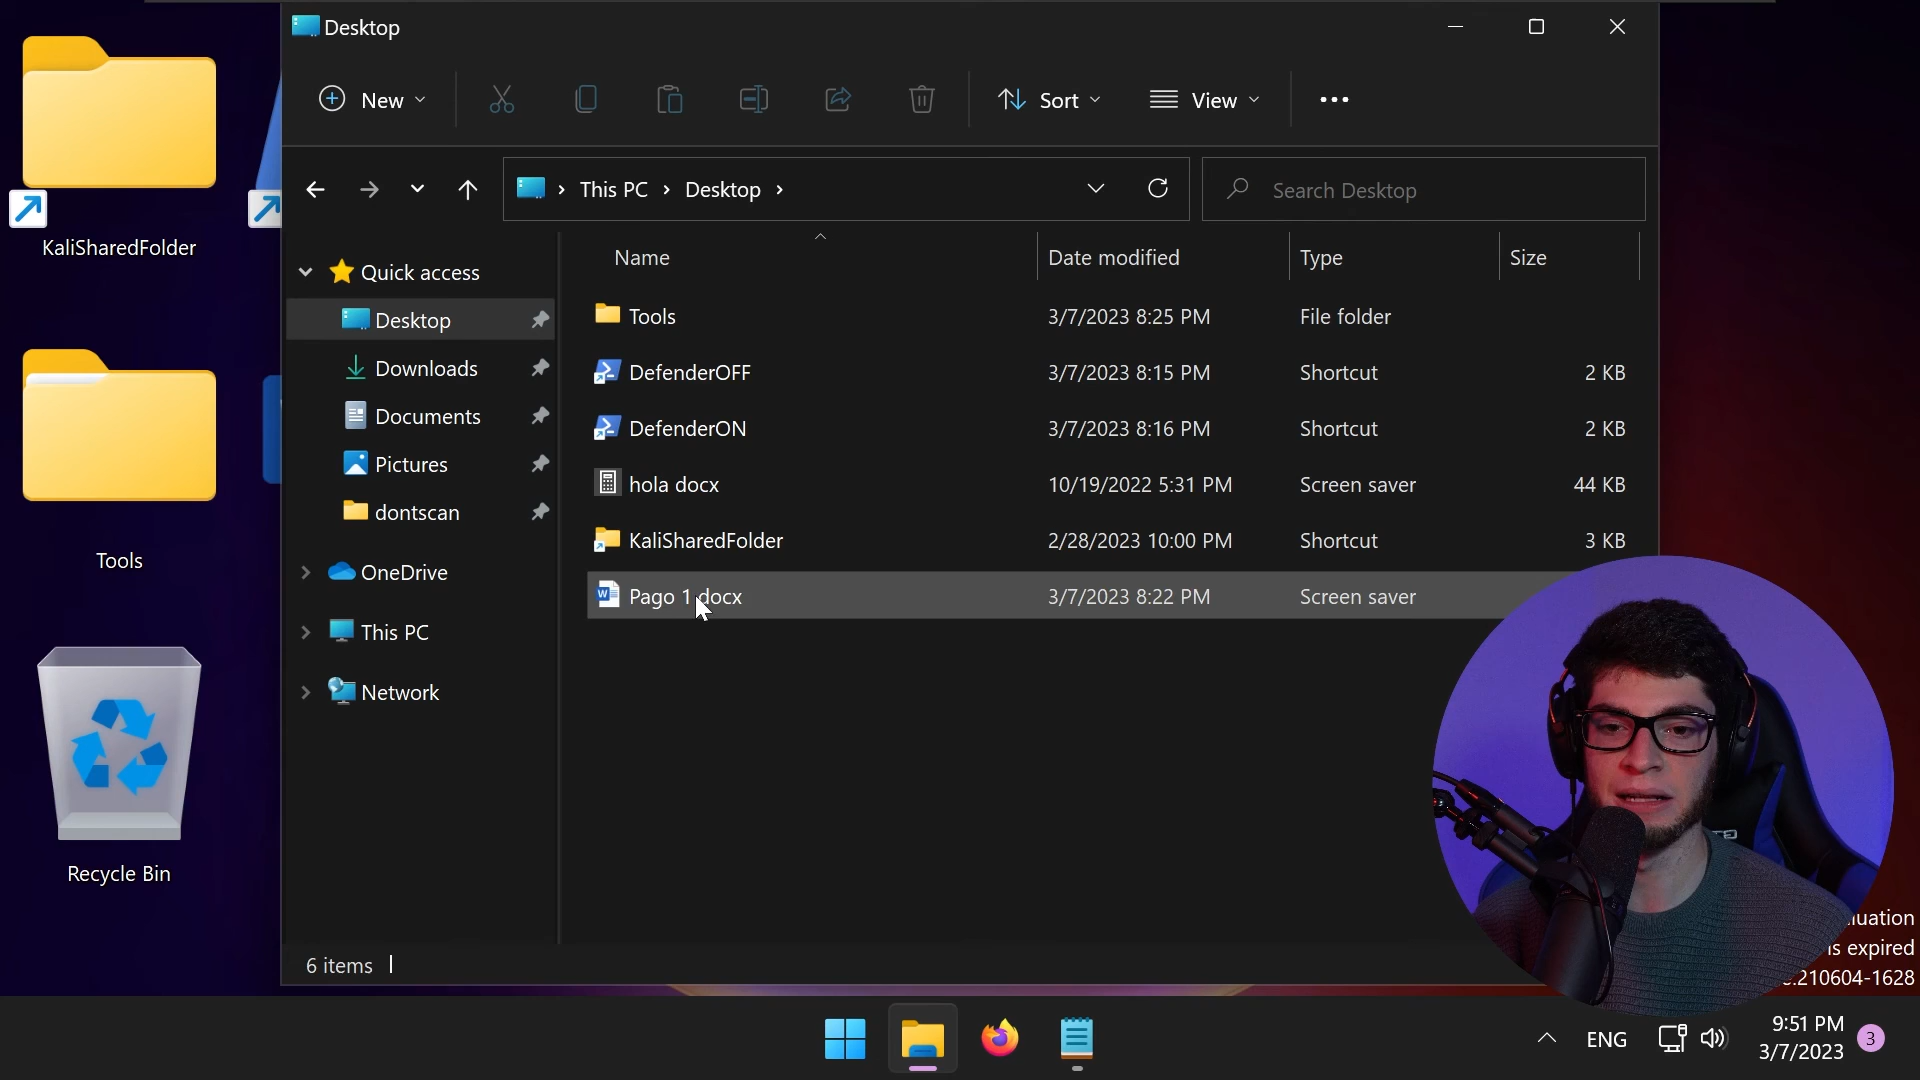 Desktop
New
Sort
View
This PC
Desktop
Search Desktop
Name
Date modified
Type
Size
Quick access
Desktop
Downloads
Documents
Pictures
dontscan
OneDrive
This PC
Network
Tools 3/7/2023 8:25 PM File folder
DefenderOFF 3/7/2023 8:15 PM Shortcut 2 KB
DefenderON 3/7/2023 8:16 PM Shortcut 2 KB
hola docx 10/19/2022 5:31 PM Screen saver 44 KB
KaliSharedFolder 2/28/2023 10:00 PM Shortcut 3 KB
Pago 1 docx 3/7/2023 8:22 PM Screen saver
6 items
KaliSharedFolder
Tools
Recycle Bin
expired
210604-1628
ENG
9:51 PM
3/7/2023
3